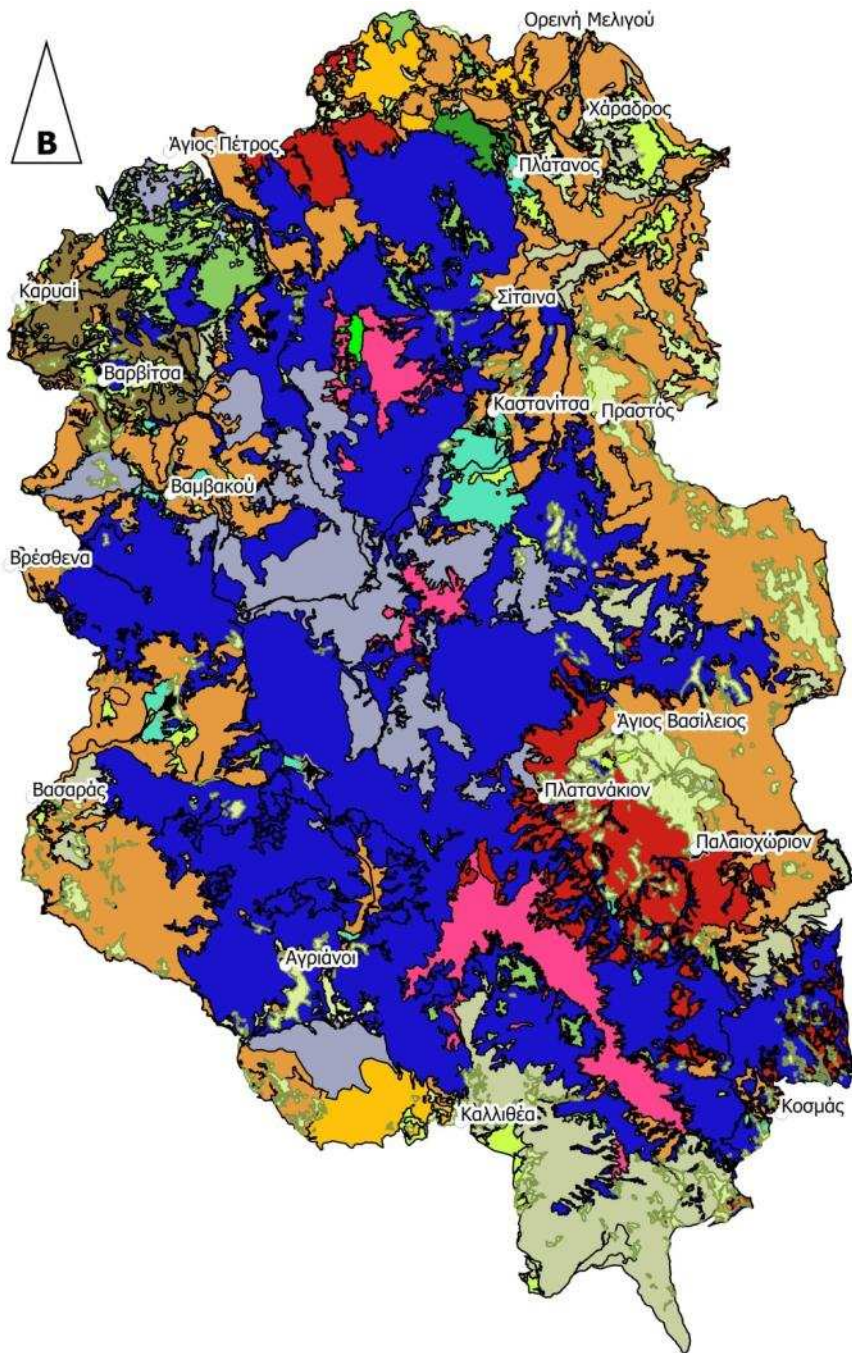 Ορεινή Μελιγού
Χάραδρος
Άγιος Πέτρος
Β
Πλάτανος
Καρυαί
Σίταινα
Βαρβίτσα
Καστανίτσα
Πραστός
Βαμβακού
Βρέσθενα
Άγιος Βασίλειος
Βασαράς
Πλατανάκιον
Παλαιοχώριον
Αγριάνοι
Καλλιθέα
Κοσμάς